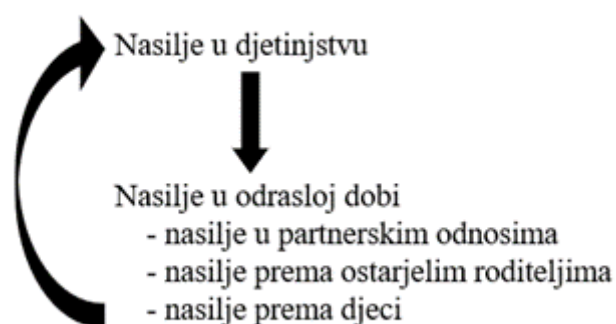 Nasilje u djetinjstvu
Nasilje u odrasloj dobi
- nasilje u partnerskim odnosima
- nasilje prema ostarjelim roditeljima
- nasilje prema djeci